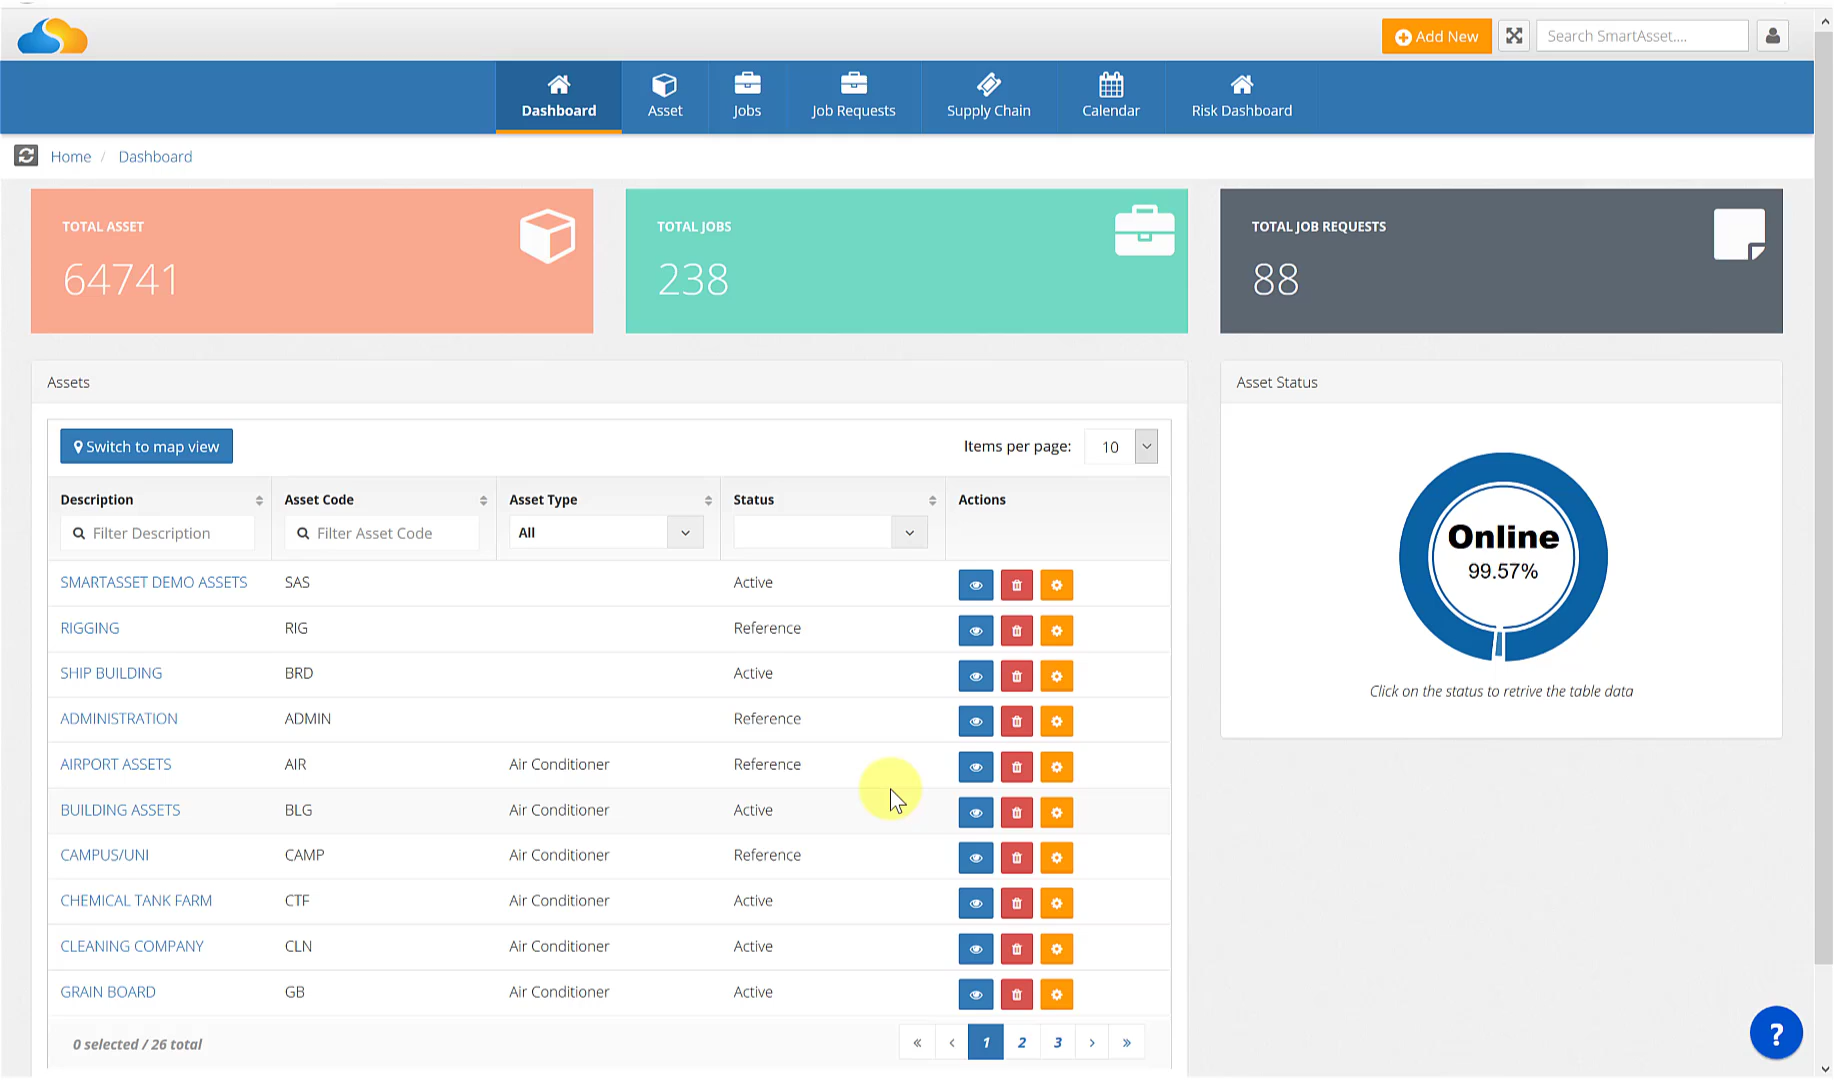 Add New
Search SmartAsset....
Dashboard
Asset
Jobs
Job Requests
Supply Chain
Calendar
Risk Dashboard
Home / Dashboard
TOTAL ASSET
64741
TOTAL JOBS
238
TOTAL JOB REQUESTS
88
Assets
Switch to map view
Items per page: 10
Description Asset Code Asset Type Status Actions
Filter Description Filter Asset Code All
SMARTASSET DEMO ASSETS SAS Active
RIGGING RIG Reference
SHIP BUILDING BRD Active
ADMINISTRATION ADMIN Reference
AIRPORT ASSETS AIR Air Conditioner Reference
BUILDING ASSETS BLG Air Conditioner Active
CAMPUS/UNI CAMP Air Conditioner Reference
CHEMICAL TANK FARM CTF Air Conditioner Active
CLEANING COMPANY CLN Air Conditioner Active
GRAIN BOARD GB Air Conditioner Active
0 selected / 26 total
« ‹ 1 2 3 › »
Asset Status
Online
99.57%
Click on the status to retrive the table data
?